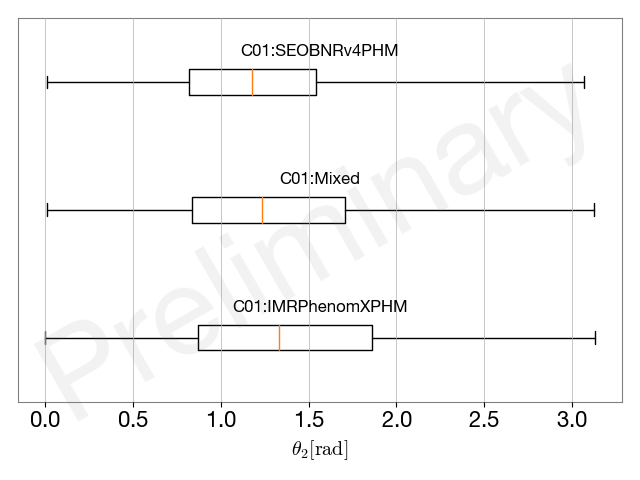 C01:SEOBNRv4PHM
C01:Mixed
C01:IMRPhenomXPHM
Preliminary
0.0 0.5 1.0 1.5 2.0 2.5 3.0
θ₂[rad]